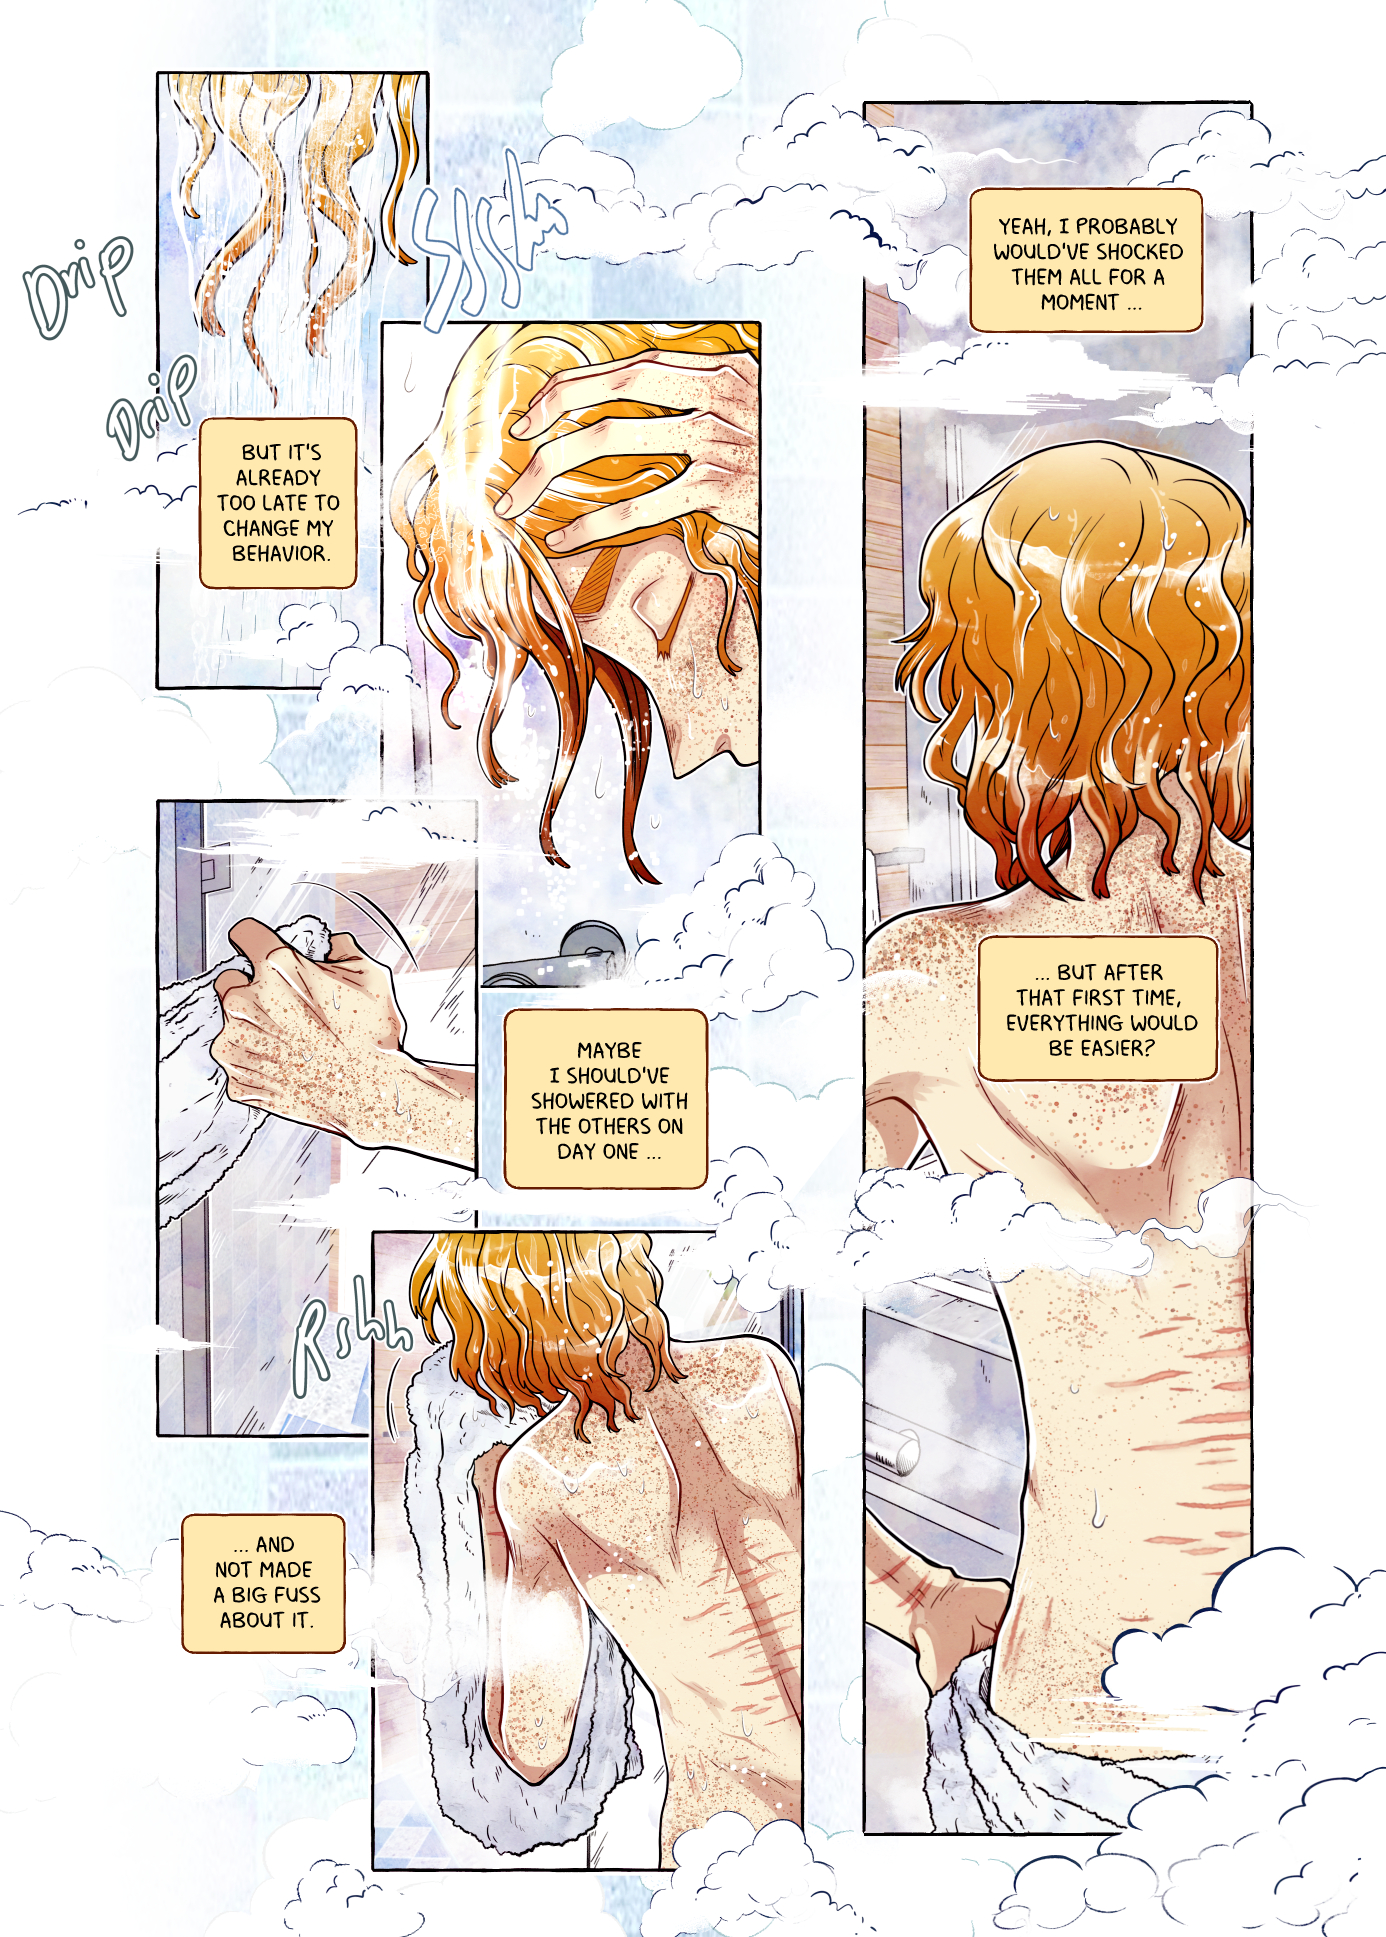 Drip
Ssshh
Drip
BUT IT'S
ALREADY
TOO LATE TO
CHANGE MY
BEHAVIOR.
MAYBE
I SHOULD'VE
SHOWERED WITH
THE OTHERS ON
DAY ONE ...
Rshh
... AND
NOT MADE
A BIG FUSS
ABOUT IT.
YEAH, I PROBABLY
WOULD'VE SHOCKED
THEM ALL FOR A
MOMENT ...
... BUT AFTER
THAT FIRST TIME,
EVERYTHING WOULD
BE EASIER?